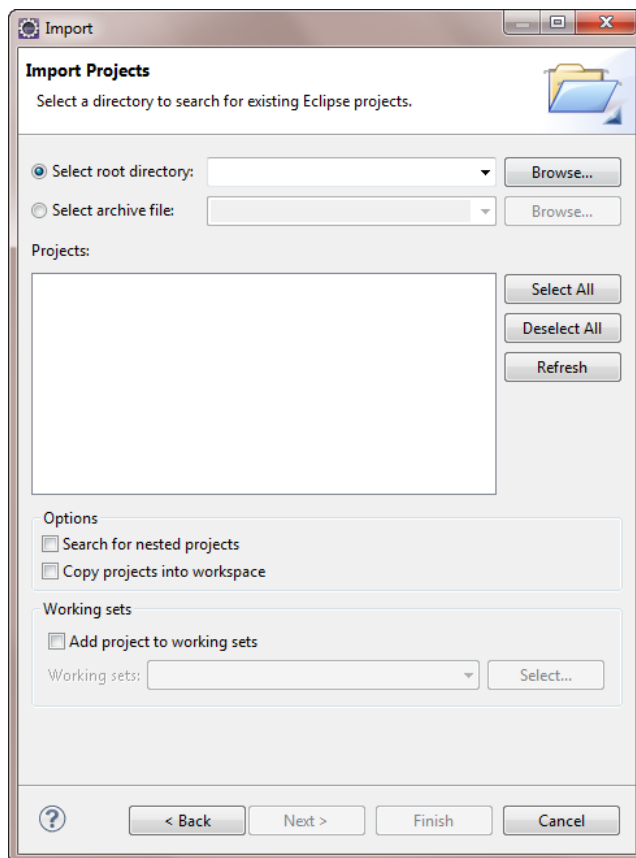 Import
Import Projects
Select a directory to search for existing Eclipse projects.
Select root directory: Browse...
Select archive file: Browse...
Projects:
Select All
Deselect All
Refresh
Options
Search for nested projects
Copy projects into workspace
Working sets
Add project to working sets
Working sets: Select...
? < Back Next > Finish Cancel